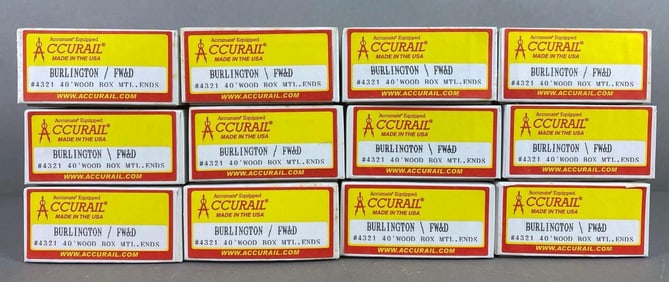 Accumate® Equipped
ACCURAIL®
MADE IN THE USA
BURLINGTON / FW&D
#4321 40'WOOD BOX MTL.ENDS
WWW.ACCURAIL.COM
Accumate® Equipped
ACCURAIL®
MADE IN THE USA
BURLINGTON \ FW&D
#4321 40'WOOD BOX MTL.ENDS
WWW.ACCURAIL.COM
Accumate® Equipped
ACCURAIL®
MADE IN THE USA
BURLINGTON \ FW&D
#4321 40'WOOD BOX MTL.ENDS
WWW.ACCURAIL.COM
Accumate® Equipped
ACCURAIL®
MADE IN THE USA
BURLINGTON / FW&D
#4321 40'WOOD BOX MTL.ENDS
WWW.ACCURAIL.COM
Accumate® Equipped
ACCURAIL®
MADE IN THE USA
BURLINGTON \ FW&D
#4321 40'WOOD BOX MTL.ENDS
WWW.ACCURAIL.COM
Accumate® Equipped
ACCURAIL®
MADE IN THE USA
BURLINGTON / FW&D
#4321 40'WOOD BOX MTL.ENDS
WWW.ACCURAIL.COM
Accumate® Equipped
ACCURAIL®
MADE IN THE USA
BURLINGTON \ FW&D
#4321 40'WOOD BOX MTL.ENDS
WWW.ACCURAIL.COM
Accumate® Equipped
ACCURAIL®
MADE IN THE USA
BURLINGTON \ FW&D
#4321 40'WOOD BOX MTL.ENDS
WWW.ACCURAIL.COM
Accumate® Equipped
ACCURAIL®
MADE IN THE USA
BURLINGTON \ FW&D
#4321 40'WOOD BOX MTL.ENDS
WWW.ACCURAIL.COM
Accumate® Equipped
ACCURAIL®
MADE IN THE USA
BURLINGTON / FW&D
#4321 40'WOOD BOX MTL.ENDS
WWW.ACCURAIL.COM
Accumate® Equipped
ACCURAIL®
MADE IN THE USA
BURLINGTON \ FW&D
#4321 40'WOOD BOX MTL.ENDS
WWW.ACCURAIL.COM
Accumate® Equipped
ACCURAIL®
MADE IN THE USA
BURLINGTON \ FW&D
#4321 40'WOOD BOX MTL.ENDS
WWW.ACCURAIL.COM